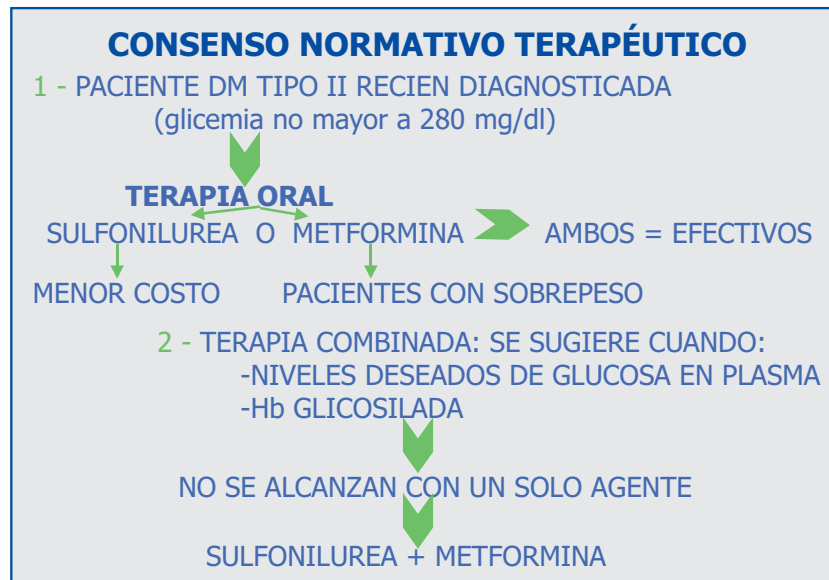 CONSENSO NORMATIVO TERAPÉUTICO
1 - PACIENTE DM TIPO II RECIEN DIAGNOSTICADA
(glicemia no mayor a 280 mg/dl)
TERAPIA ORAL
SULFONILUREA O METFORMINA AMBOS = EFECTIVOS
MENOR COSTO PACIENTES CON SOBREPESO
2 - TERAPIA COMBINADA: SE SUGIERE CUANDO:
-NIVELES DESEADOS DE GLUCOSA EN PLASMA
-Hb GLICOSILADA
NO SE ALCANZAN CON UN SOLO AGENTE
SULFONILUREA + METFORMINA